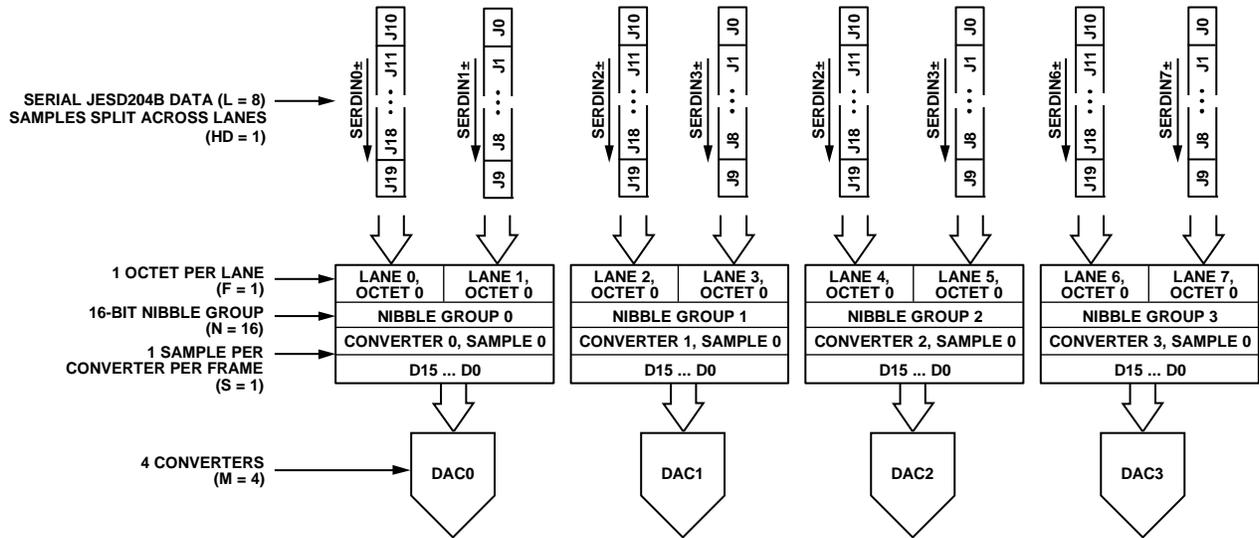 J10 J0 J10 J0 J10 J0 J10 J0
J11 J1 J11 J1 J11 J1 J11 J1
SERDIN0± SERDIN1± SERDIN2± SERDIN3± SERDIN2± SERDIN3± SERDIN6± SERDIN7±
... ... ... ... ... ... ... ...
J18 J8 J18 J8 J18 J8 J18 J8
J19 J9 J19 J9 J19 J9 J19 J9
SERIAL JESD204B DATA (L = 8)
SAMPLES SPLIT ACROSS LANES
(HD = 1)
1 OCTET PER LANE
(F = 1)
LANE 0, LANE 1, LANE 2, LANE 3, LANE 4, LANE 5, LANE 6, LANE 7,
OCTET 0 OCTET 0 OCTET 0 OCTET 0 OCTET 0 OCTET 0 OCTET 0 OCTET 0
16-BIT NIBBLE GROUP
(N = 16)
NIBBLE GROUP 0 NIBBLE GROUP 1 NIBBLE GROUP 2 NIBBLE GROUP 3
1 SAMPLE PER
CONVERTER PER FRAME
(S = 1)
CONVERTER 0, SAMPLE 0 CONVERTER 1, SAMPLE 0 CONVERTER 2, SAMPLE 0 CONVERTER 3, SAMPLE 0
D15 ... D0 D15 ... D0 D15 ... D0 D15 ... D0
4 CONVERTERS
(M = 4)
DAC0 DAC1 DAC2 DAC3